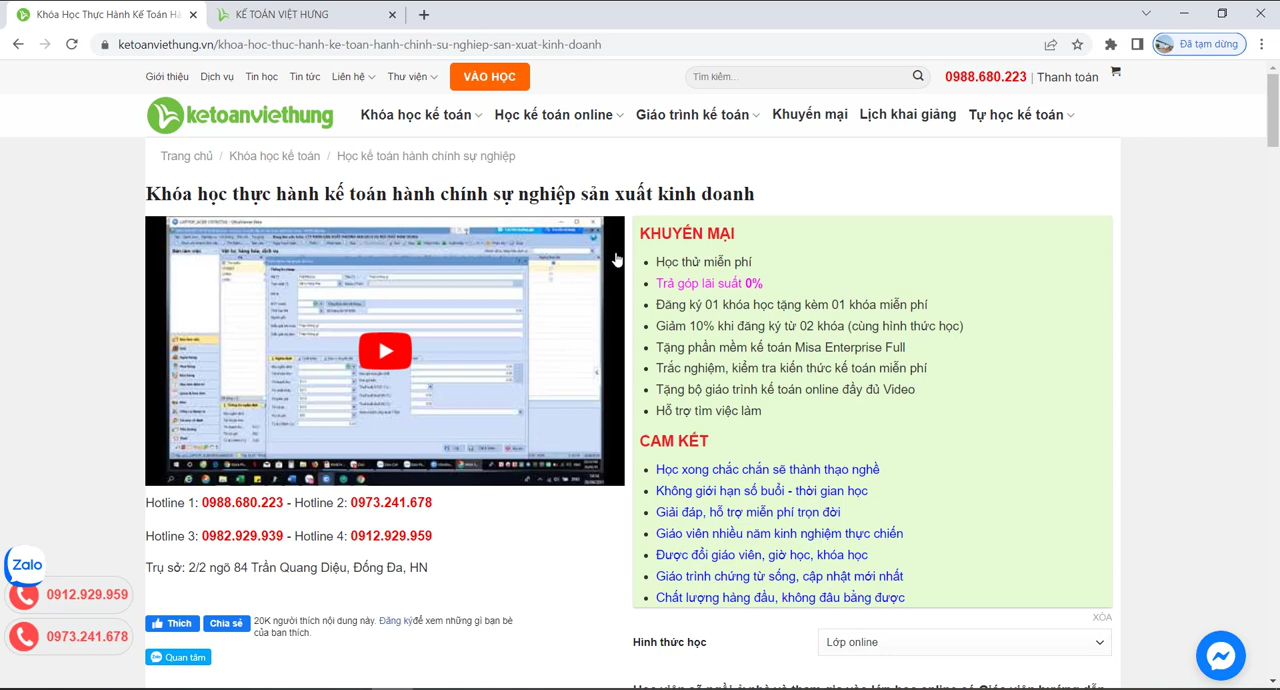 Khóa Học Thực Hành Kế Toán Hà
KẾ TOÁN VIỆT HƯNG
ketoanviethung.vn/khoa-hoc-thuc-hanh-ke-toan-hanh-chinh-su-nghiep-san-xuat-kinh-doanh
Đã tạm dừng
Giới thiệu Dịch vụ Tin học Tin tức Liên hệ Thư viện VÀO HỌC Tìm kiếm... 0988.680.223 | Thanh toán
ketoanviethung Khóa học kế toán Học kế toán online Giáo trình kế toán Khuyến mại Lịch khai giảng Tự học kế toán
Trang chủ / Khóa học kế toán / Học kế toán hành chính sự nghiệp
Khóa học thực hành kế toán hành chính sự nghiệp sản xuất kinh doanh
KHUYẾN MẠI
Học thử miễn phí
Trả góp lãi suất 0%
Đăng ký 01 khóa học tặng kèm 01 khóa miễn phí
Giảm 10% khi đăng ký từ 02 khóa (cùng hình thức học)
Tặng phần mềm kế toán Misa Enterprise Full
Trắc nghiệm, kiểm tra kiến thức kế toán miễn phí
Tặng bộ giáo trình kế toán online đầy đủ Video
Hỗ trợ tìm việc làm
CAM KẾT
Học xong chắc chắn sẽ thành thạo nghề
Không giới hạn số buổi - thời gian học
Giải đáp, hỗ trợ miễn phí trọn đời
Giáo viên nhiều năm kinh nghiệm thực chiến
Được đổi giáo viên, giờ học, khóa học
Giáo trình chứng từ sống, cập nhật mới nhất
Chất lượng hàng đầu, không đâu bằng được
Hotline 1: 0988.680.223 - Hotline 2: 0973.241.678
Hotline 3: 0982.929.939 - Hotline 4: 0912.929.959
Trụ sở: 2/2 ngõ 84 Trần Quang Diệu, Đống Đa, HN
Zalo
0912.929.959
0973.241.678
Thích Chia sẻ 20K người thích nội dung này. Đăng ký để xem những gì bạn bè
của bạn thích.
Quan tâm
XÓA
Hình thức học Lớp online